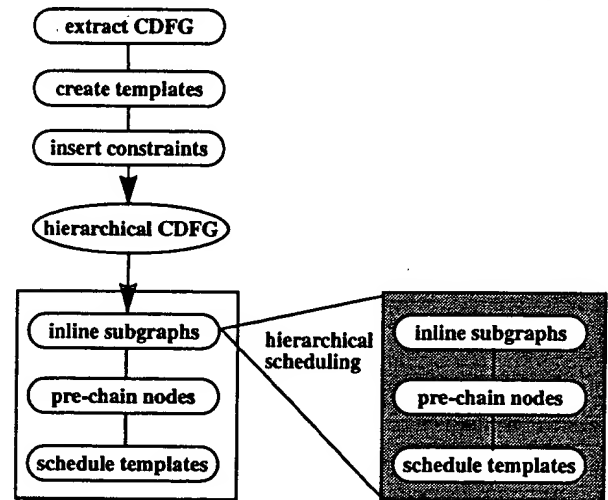 extract CDFG
create templates
insert constraints
hierarchical CDFG
inline subgraphs
pre-chain nodes
schedule templates
hierarchical
scheduling
inline subgraphs
pre-chain nodes
schedule templates